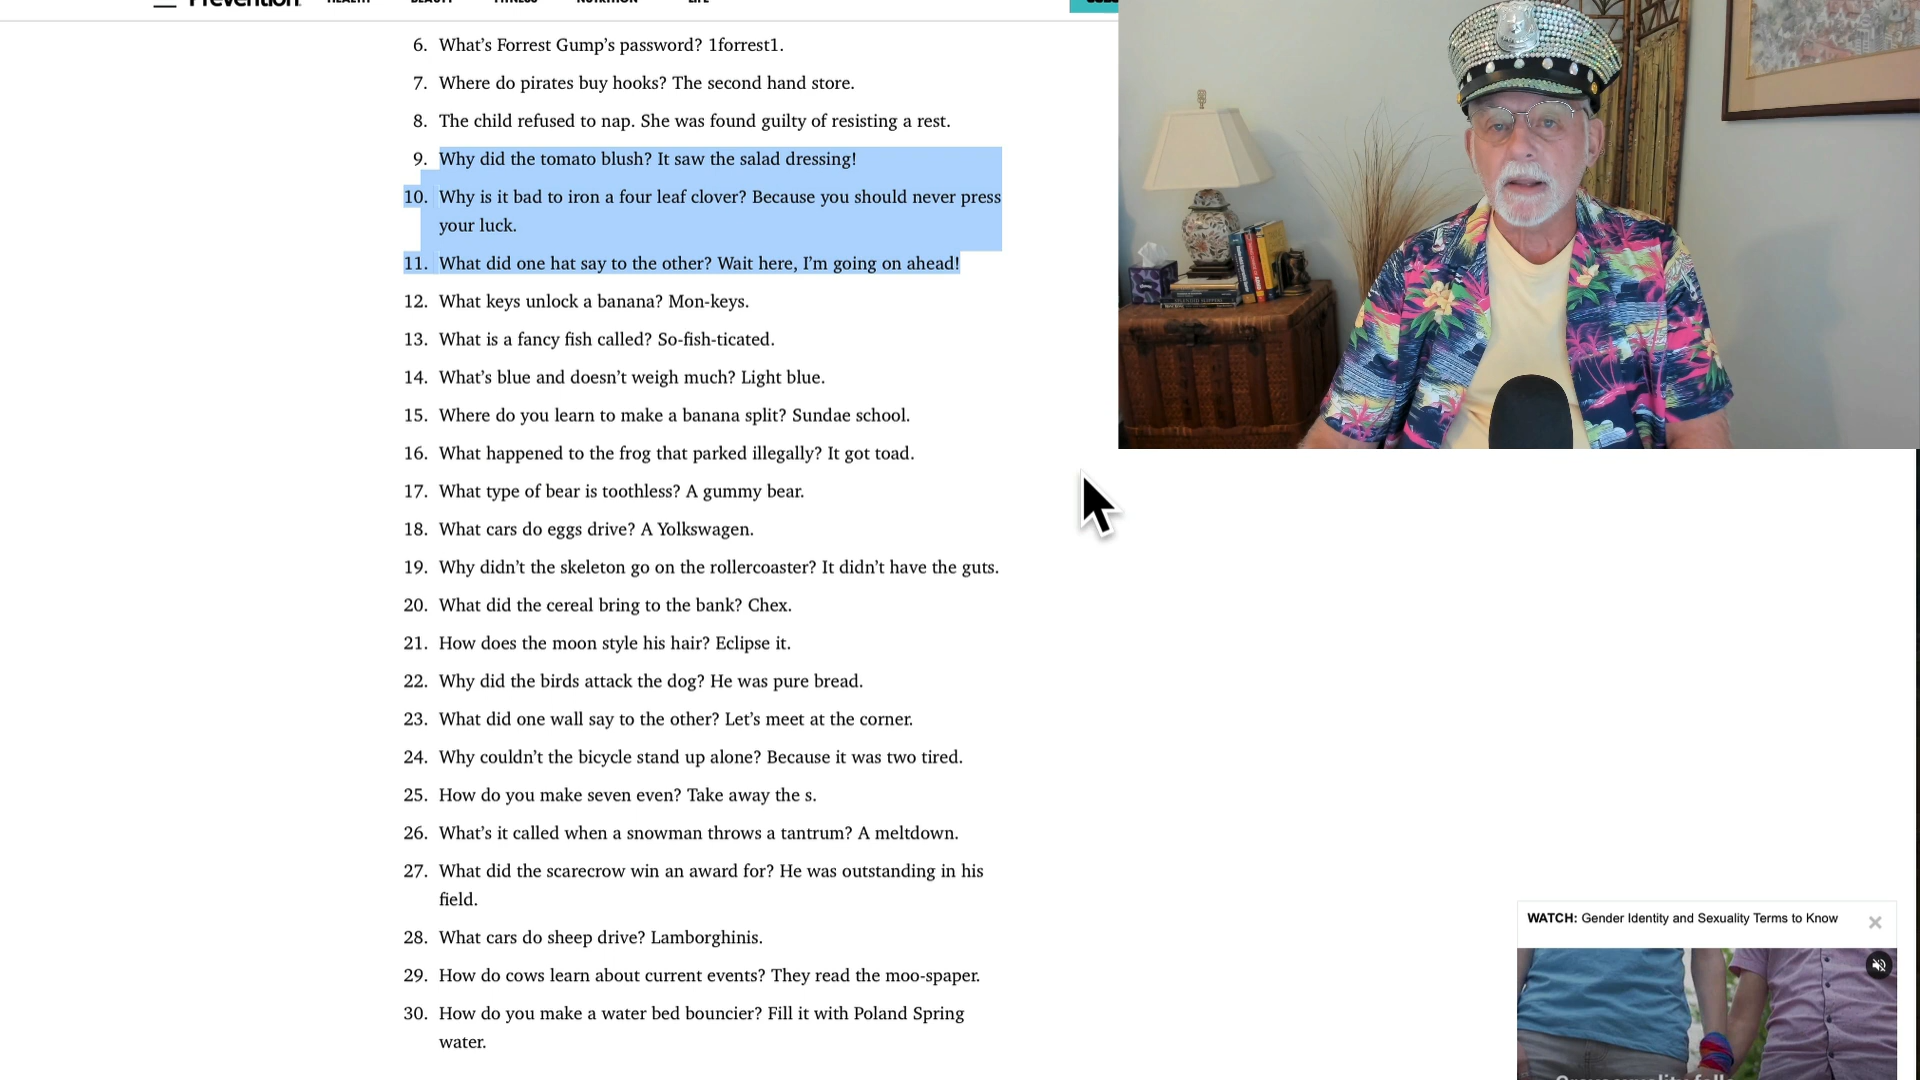 Prevention
HEALTH BEAUTY FITNESS NUTRITION LIFE
6. What’s Forrest Gump’s password? 1forrest1.
7. Where do pirates buy hooks? The second hand store.
8. The child refused to nap. She was found guilty of resisting a rest.
9. Why did the tomato blush? It saw the salad dressing!
10. Why is it bad to iron a four leaf clover? Because you should never press
your luck.
11. What did one hat say to the other? Wait here, I’m going on ahead!
12. What keys unlock a banana? Mon-keys.
13. What is a fancy fish called? So-fish-ticated.
14. What’s blue and doesn’t weigh much? Light blue.
15. Where do you learn to make a banana split? Sundae school.
16. What happened to the frog that parked illegally? It got toad.
17. What type of bear is toothless? A gummy bear.
18. What cars do eggs drive? A Yolkswagen.
19. Why didn’t the skeleton go on the rollercoaster? It didn’t have the guts.
20. What did the cereal bring to the bank? Chex.
21. How does the moon style his hair? Eclipse it.
22. Why did the birds attack the dog? He was pure bread.
23. What did one wall say to the other? Let’s meet at the corner.
24. Why couldn’t the bicycle stand up alone? Because it was two tired.
25. How do you make seven even? Take away the s.
26. What’s it called when a snowman throws a tantrum? A meltdown.
27. What did the scarecrow win an award for? He was outstanding in his
field.
28. What cars do sheep drive? Lamborghinis.
29. How do cows learn about current events? They read the moo-spaper.
30. How do you make a water bed bouncier? Fill it with Poland Spring
water.
WATCH: Gender Identity and Sexuality Terms to Know